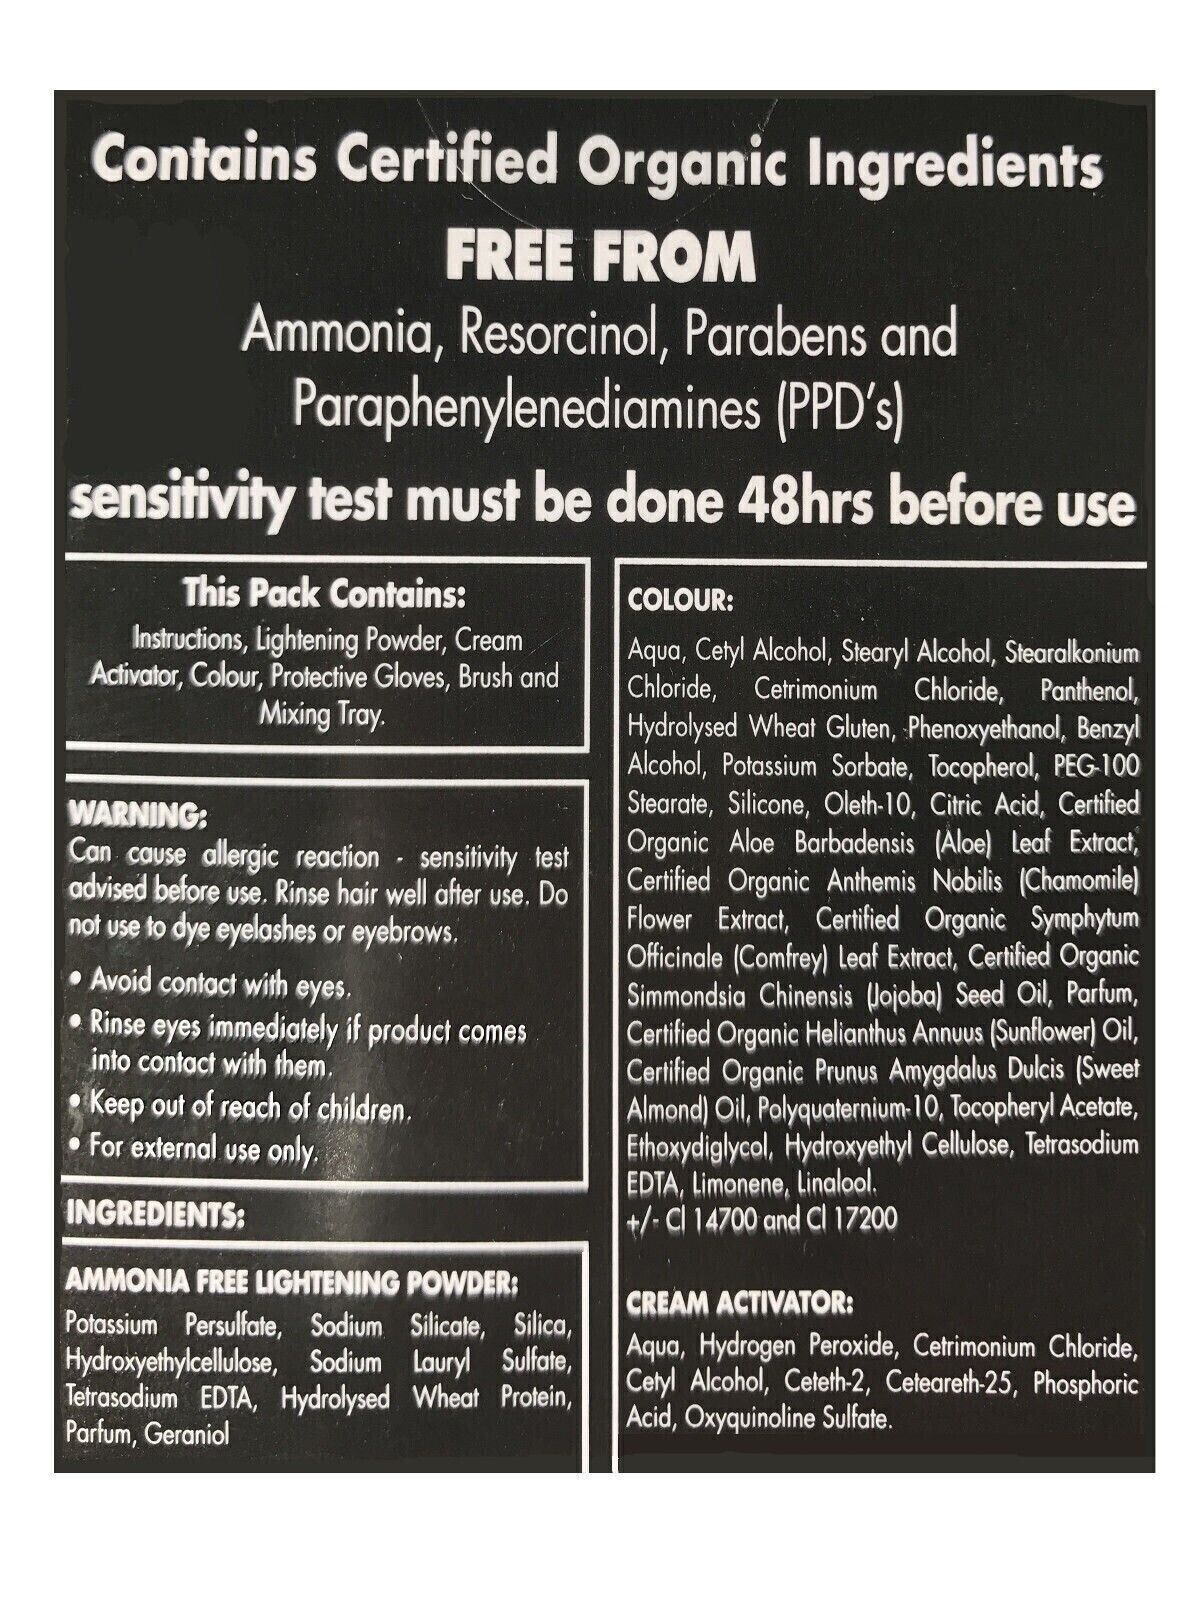 Contains Certified Organic Ingredients
FREE FROM
Ammonia, Resorcinol, Parabens and
Paraphenylenediamines (PPD's)
sensitivity test must be done 48hrs before use
This Pack Contains:
Instructions, Lightening Powder, Cream
Activator, Colour, Protective Gloves, Brush and
Mixing Tray.
WARNING:
Can cause allergic reaction - sensitivity test
advised before use. Rinse hair well after use. Do
not use to dye eyelashes or eyebrows.
• Avoid contact with eyes.
• Rinse eyes immediately if product comes
into contact with them.
• Keep out of reach of children.
• For external use only.
INGREDIENTS:
AMMONIA FREE LIGHTENING POWDER:
Potassium Persulfate, Sodium Silicate, Silica,
Hydroxyethylcellulose, Sodium Lauryl Sulfate,
Tetrasodium EDTA, Hydrolysed Wheat Protein,
Parfum, Geraniol
COLOUR:
Aqua, Cetyl Alcohol, Stearyl Alcohol, Stearalkonium
Chloride, Cetrimonium Chloride, Panthenol,
Hydrolysed Wheat Gluten, Phenoxyethanol, Benzyl
Alcohol, Potassium Sorbate, Tocopherol, PEG-100
Stearate, Silicone, Oleth-10, Citric Acid, Certified
Organic Aloe Barbadensis (Aloe) Leaf Extract,
Certified Organic Anthemis Nobilis (Chamomile)
Flower Extract, Certified Organic Symphytum
Officinale (Comfrey) Leaf Extract, Certified Organic
Simmondsia Chinensis (Jojoba) Seed Oil, Parfum,
Certified Organic Helianthus Annuus (Sunflower) Oil,
Certified Organic Prunus Amygdalus Dulcis (Sweet
Almond) Oil, Polyquaternium-10, Tocopheryl Acetate,
Ethoxydiglycol, Hydroxyethyl Cellulose, Tetrasodium
EDTA, Limonene, Linalool.
+/- Cl 14700 and Cl 17200
CREAM ACTIVATOR:
Aqua, Hydrogen Peroxide, Cetrimonium Chloride,
Cetyl Alcohol, Ceteth-2, Ceteareth-25, Phosphoric
Acid, Oxyquinoline Sulfate.